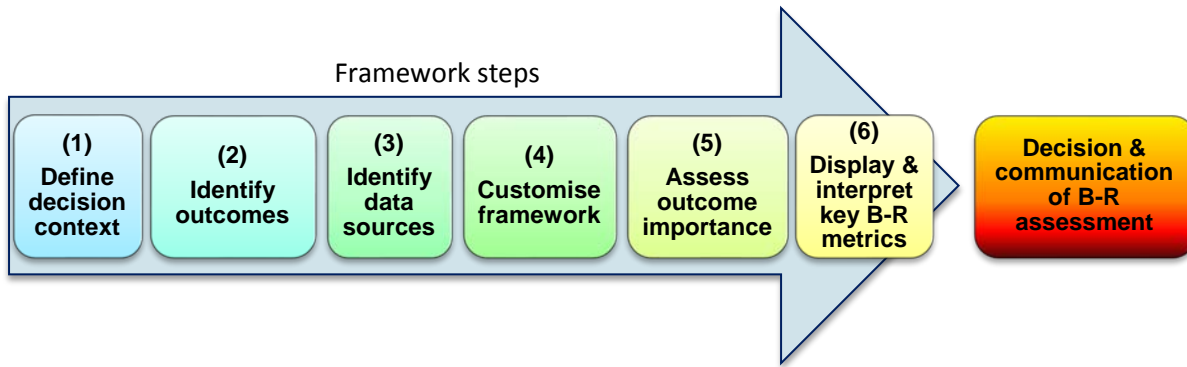 Framework steps
(1)
Define
decision
context
(2)
Identify
outcomes
(3)
Identify
data
sources
(4)
Customise
framework
(5)
Assess
outcome
importance
(6)
Display &
interpret
key B-R
metrics
Decision &
communication
of B-R
assessment